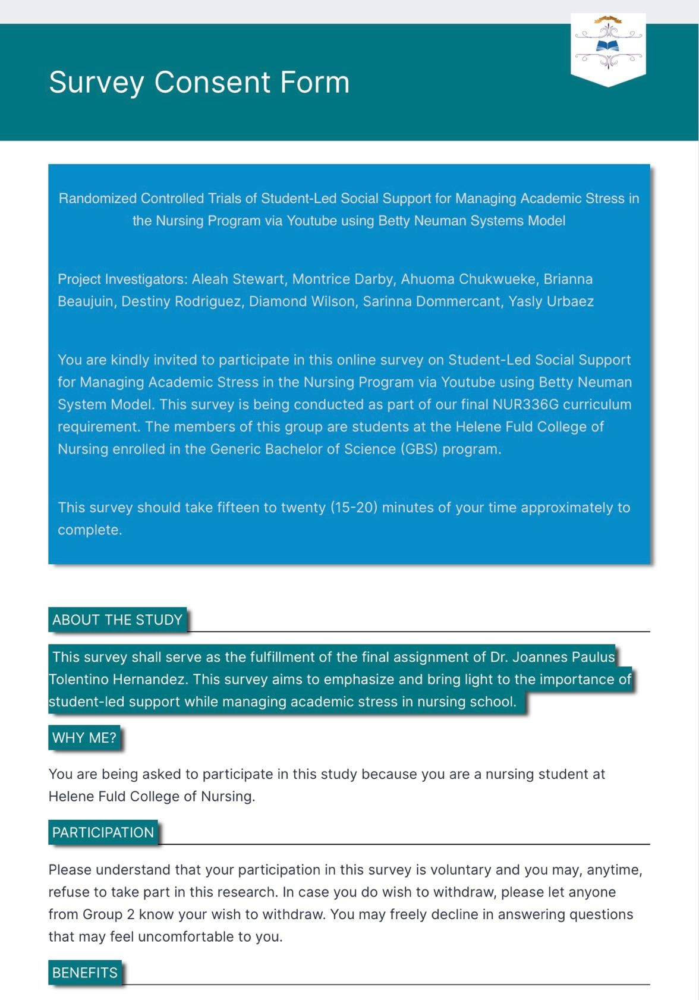 Survey Consent Form
Randomized Controlled Trials of Student-Led Social Support for Managing Academic Stress in
the Nursing Program via Youtube using Betty Neuman Systems Model
Project Investigators: Aleah Stewart, Montrice Darby, Ahuoma Chukwueke, Brianna
Beaujuin, Destiny Rodriguez, Diamond Wilson, Sarinna Dommercant, Yasly Urbaez
You are kindly invited to participate in this online survey on Student-Led Social Support
for Managing Academic Stress in the Nursing Program via Youtube using Betty Neuman
System Model. This survey is being conducted as part of our final NUR336G curriculum
requirement. The members of this group are students at the Helene Fuld College of
Nursing enrolled in the Generic Bachelor of Science (GBS) program.
This survey should take fifteen to twenty (15-20) minutes of your time approximately to
complete.
ABOUT THE STUDY
This survey shall serve as the fulfillment of the final assignment of Dr. Joannes Paulus
Tolentino Hernandez. This survey aims to emphasize and bring light to the importance of
student-led support while managing academic stress in nursing school.
WHY ME?
You are being asked to participate in this study because you are a nursing student at
Helene Fuld College of Nursing.
PARTICIPATION
Please understand that your participation in this survey is voluntary and you may, anytime,
refuse to take part in this research. In case you do wish to withdraw, please let anyone
from Group 2 know your wish to withdraw. You may freely decline in answering questions
that may feel uncomfortable to you.
BENEFITS